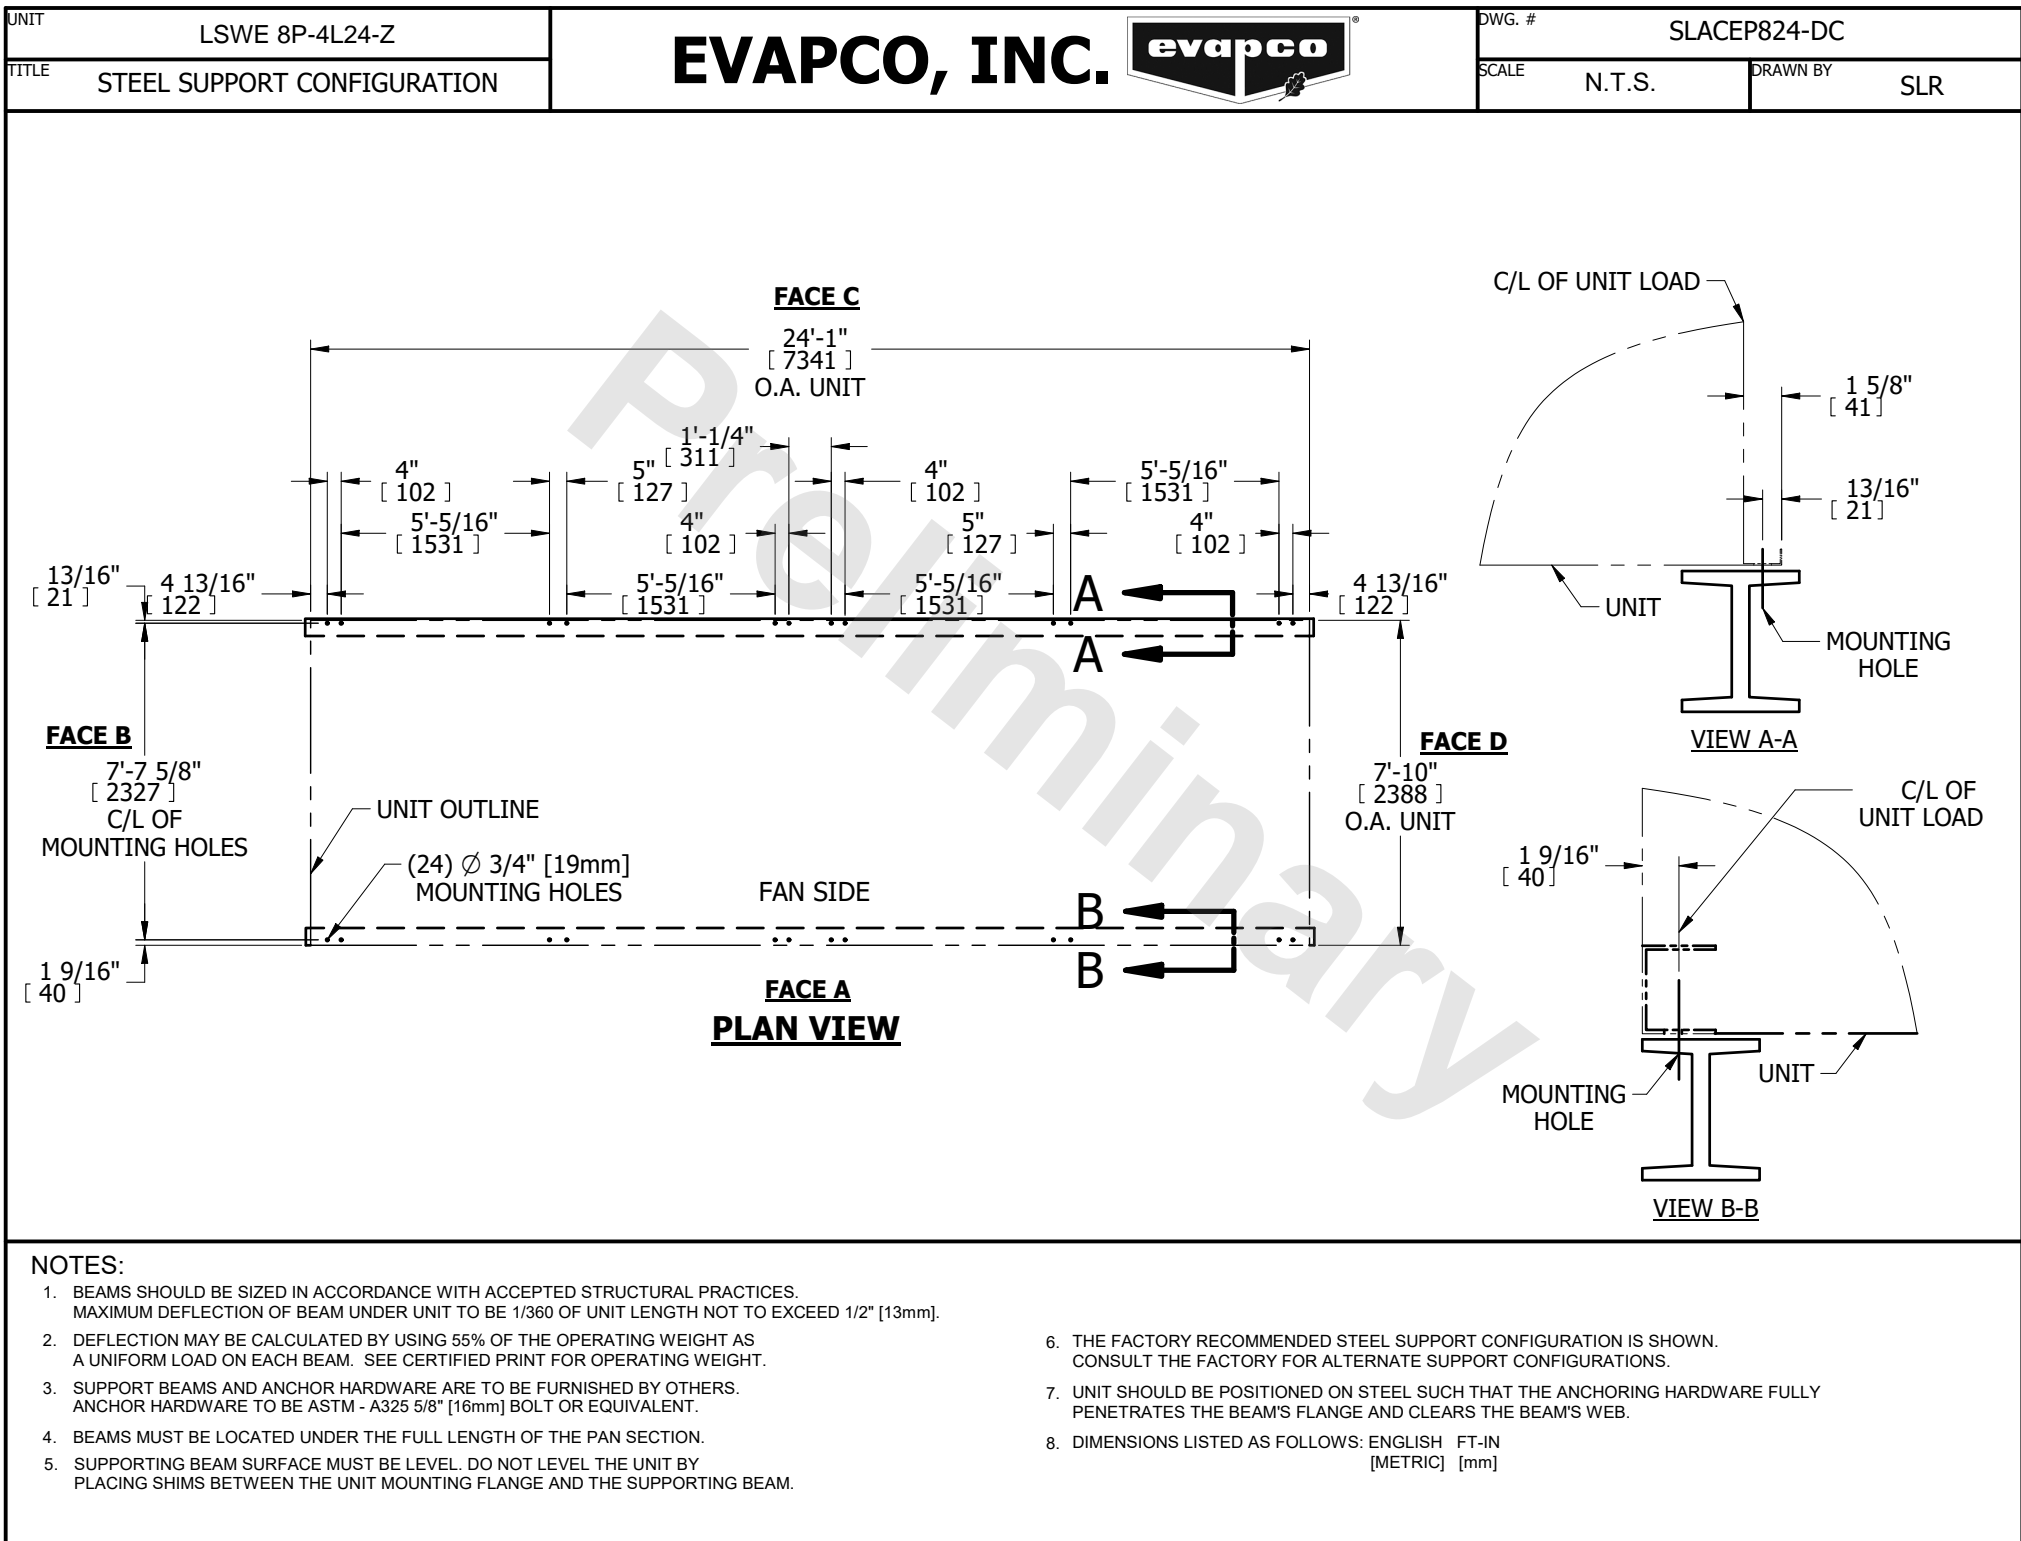 UNIT
LSWE 8P-4L24-Z
TITLE
STEEL SUPPORT CONFIGURATION
EVAPCO, INC.
evapco
®
DWG. #
SLACEP824-DC
SCALE
N.T.S.
DRAWN BY
SLR
Preliminary
FACE C
24'-1"
[ 7341 ]
O.A. UNIT
1'-1/4"
[ 311 ]
4"
[ 102 ]
5"
[ 127 ]
4"
[ 102 ]
5'-5/16"
[ 1531 ]
5'-5/16"
[ 1531 ]
4"
[ 102 ]
5"
[ 127 ]
4"
[ 102 ]
13/16"
[ 21 ]
4 13/16"
[ 122 ]
5'-5/16"
[ 1531 ]
5'-5/16"
[ 1531 ]
4 13/16"
[ 122 ]
A
A
FACE B
7'-7 5/8"
[ 2327 ]
C/L OF
MOUNTING HOLES
UNIT OUTLINE
(24) Ø 3/4" [19mm]
MOUNTING HOLES
FAN SIDE
FACE D
7'-10"
[ 2388 ]
O.A. UNIT
B
B
1 9/16"
[ 40 ]
FACE A
PLAN VIEW
C/L OF UNIT LOAD
1 5/8"
[ 41 ]
13/16"
[ 21 ]
UNIT
MOUNTING
HOLE
VIEW A-A
C/L OF
UNIT LOAD
1 9/16"
[ 40 ]
UNIT
MOUNTING
HOLE
VIEW B-B
NOTES:
1. BEAMS SHOULD BE SIZED IN ACCORDANCE WITH ACCEPTED STRUCTURAL PRACTICES.
MAXIMUM DEFLECTION OF BEAM UNDER UNIT TO BE 1/360 OF UNIT LENGTH NOT TO EXCEED 1/2" [13mm].
2. DEFLECTION MAY BE CALCULATED BY USING 55% OF THE OPERATING WEIGHT AS
A UNIFORM LOAD ON EACH BEAM. SEE CERTIFIED PRINT FOR OPERATING WEIGHT.
3. SUPPORT BEAMS AND ANCHOR HARDWARE ARE TO BE FURNISHED BY OTHERS.
ANCHOR HARDWARE TO BE ASTM - A325 5/8" [16mm] BOLT OR EQUIVALENT.
4. BEAMS MUST BE LOCATED UNDER THE FULL LENGTH OF THE PAN SECTION.
5. SUPPORTING BEAM SURFACE MUST BE LEVEL. DO NOT LEVEL THE UNIT BY
PLACING SHIMS BETWEEN THE UNIT MOUNTING FLANGE AND THE SUPPORTING BEAM.
6. THE FACTORY RECOMMENDED STEEL SUPPORT CONFIGURATION IS SHOWN.
CONSULT THE FACTORY FOR ALTERNATE SUPPORT CONFIGURATIONS.
7. UNIT SHOULD BE POSITIONED ON STEEL SUCH THAT THE ANCHORING HARDWARE FULLY
PENETRATES THE BEAM'S FLANGE AND CLEARS THE BEAM'S WEB.
8. DIMENSIONS LISTED AS FOLLOWS: ENGLISH FT-IN
[METRIC] [mm]